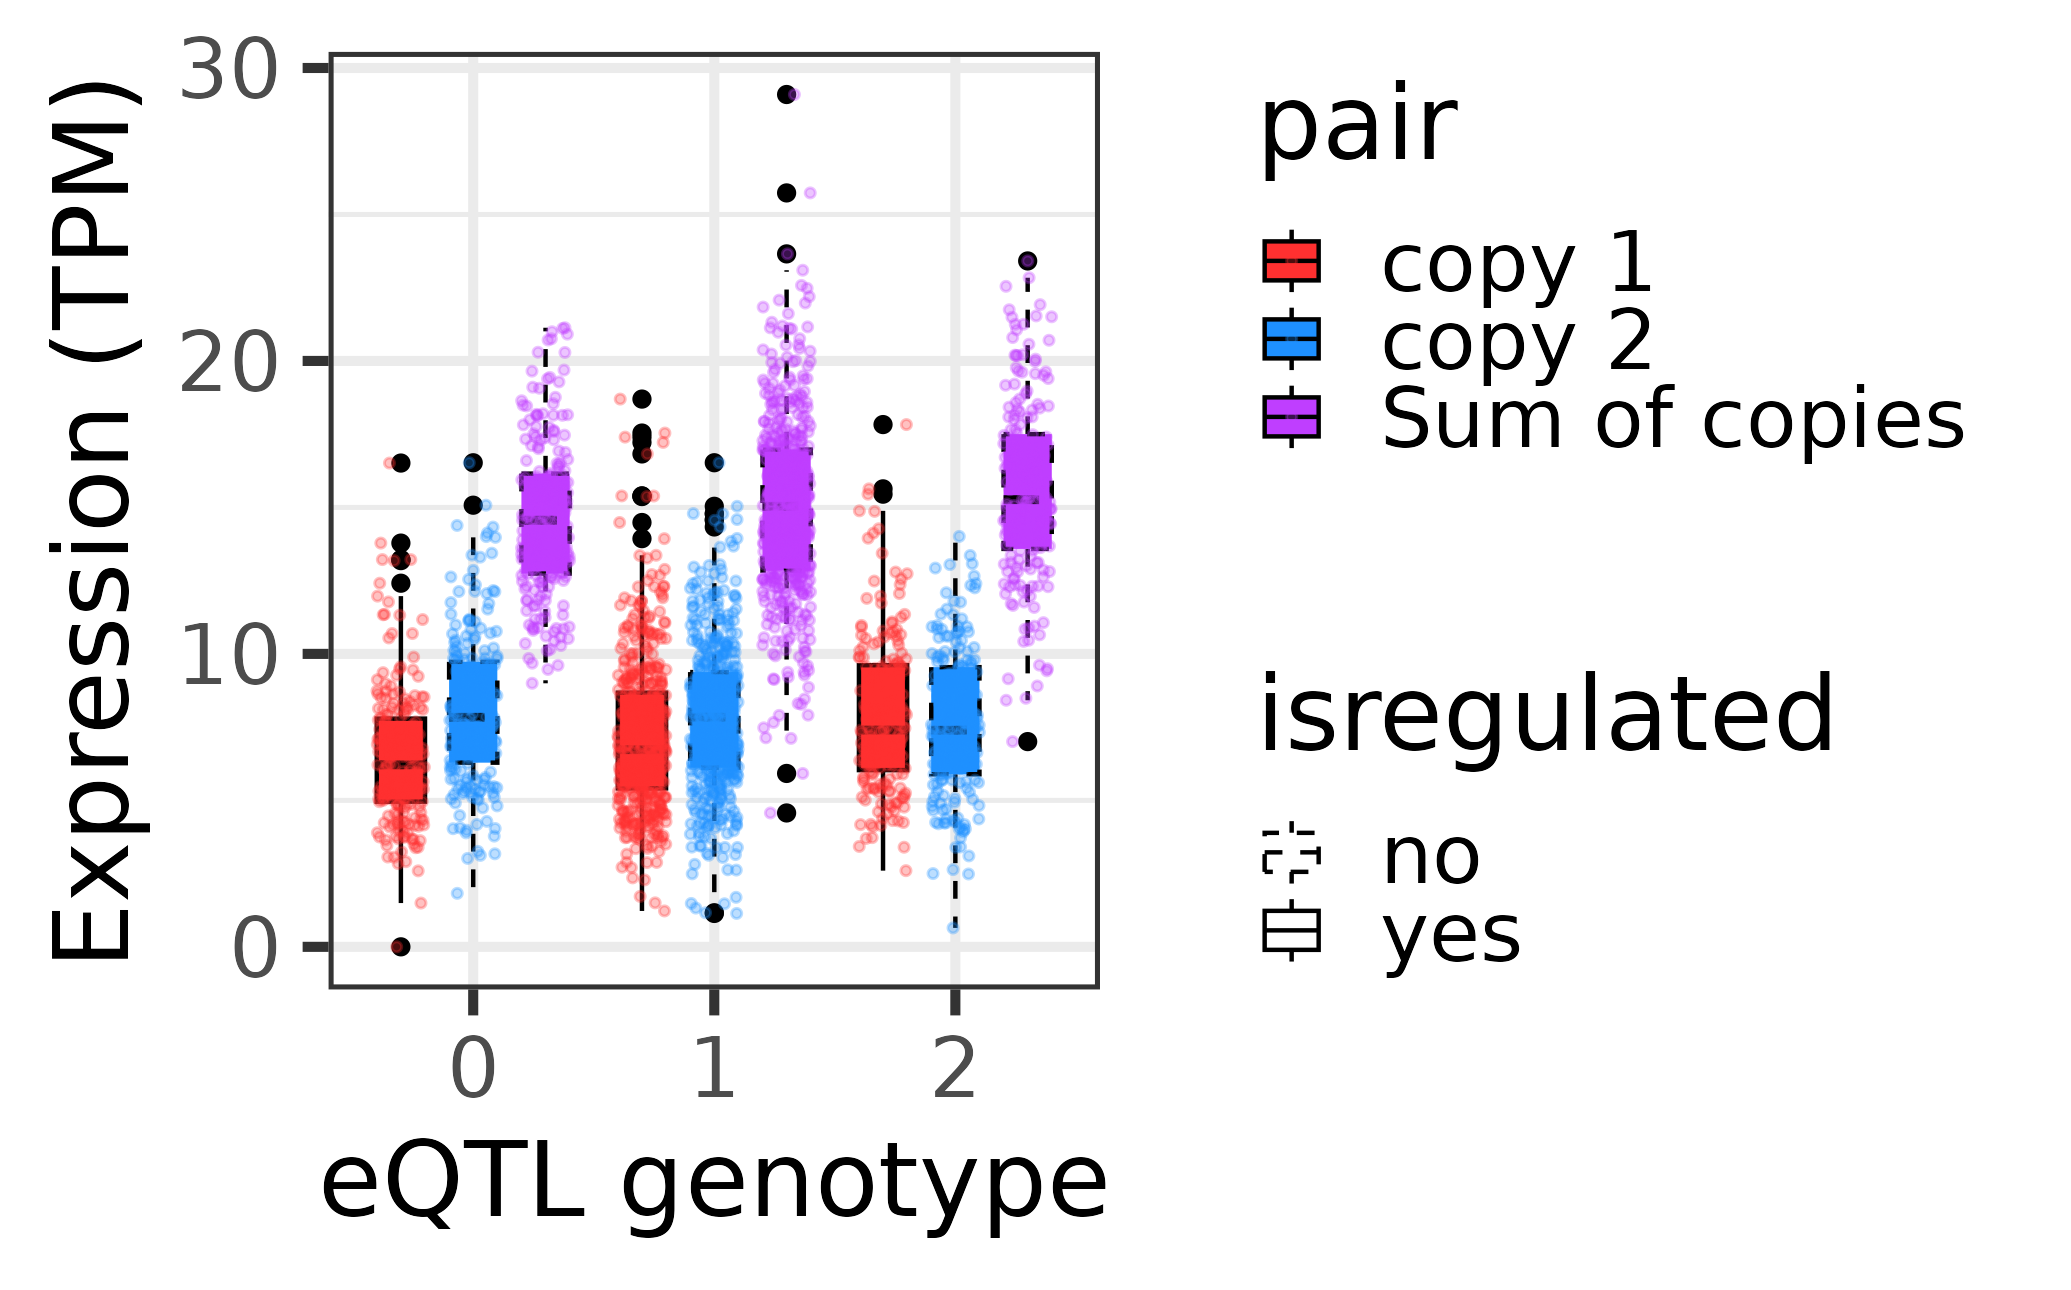 Expression (TPM)
30
20
10
0
0 1 2
eQTL genotype
pair
copy 1
copy 2
Sum of copies
isregulated
no
yes